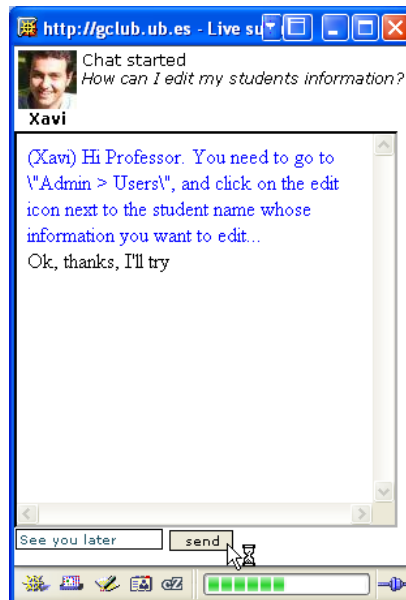 http://gclub.ub.es - Live su
Chat started
How can I edit my students information?
Xavi
(Xavi) Hi Professor. You need to go to
\"Admin > Users\", and click on the edit
icon next to the student name whose
information you want to edit...
Ok, thanks, I'll try
See you later
send